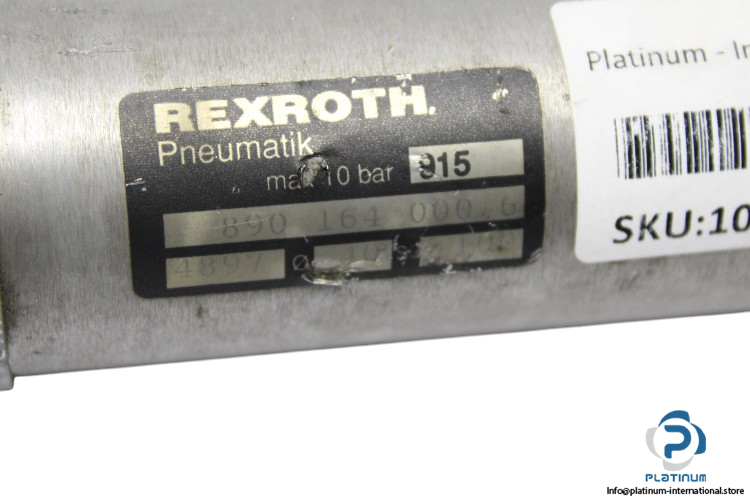 REXROTH.
Pneumatik
max 10 bar 915
890 164 000 6
4897 Ø
Platinum - 
SKU:10
PLATINUM
Info@platinum-international.store